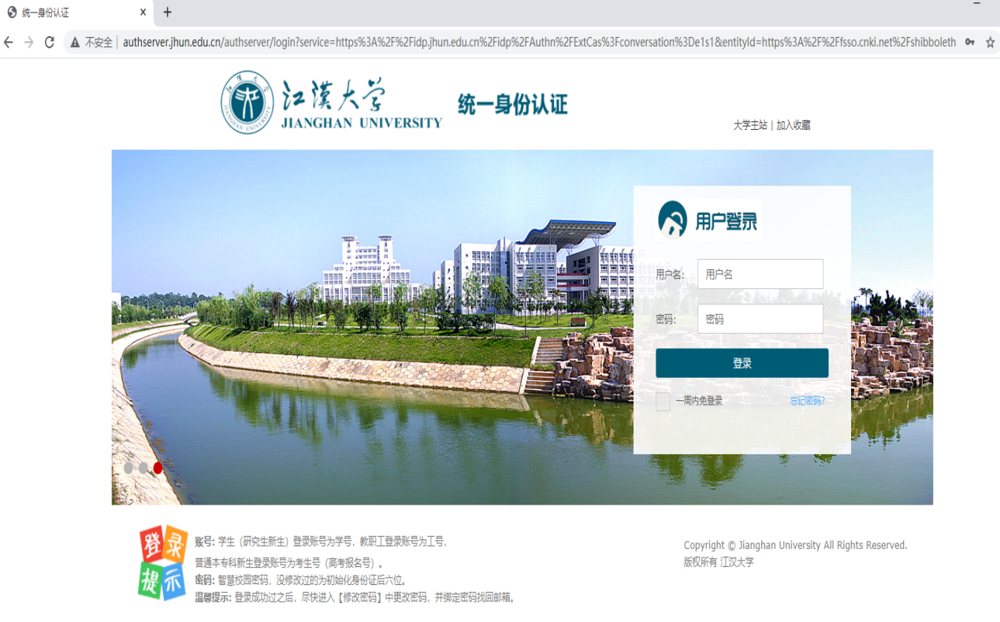 统一身份认证
不安全 authserver.jhun.edu.cn/authserver/login?service=https%3A%2F%2Fidp.jhun.edu.cn%2Fidp%2FAuthn%2FExtCas%3Fconversation%3De1s1&entityId=https%3A%2F%2Ffsso.cnki.net%2Fshibboleth
江漢大学
JIANGHAN UNIVERSITY
统一身份认证
大学主站 | 加入收藏
用户登录
用户名: 用户名
密码: 密码
登录
一周内免登录 忘记密码?
登录提示
账号: 学生（研究生新生）登录账号为学号，教职工登录账号为工号，
普通本专科新生登录账号为考生号（高考报名号）。
密码: 智慧校园密码，没修改过的为初始化身份证后六位。
温馨提示: 登录成功过之后，尽快进入【修改密码】中更改密码，并绑定密码找回邮箱。
Copyright © Jianghan University All Rights Reserved.
版权所有 江汉大学